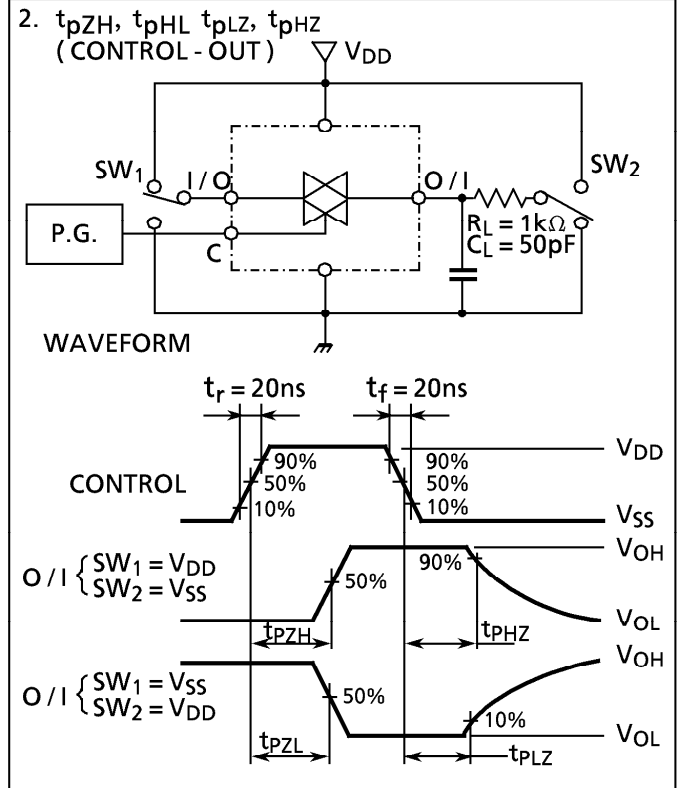 2. tpZH, tpHL tpLZ, tpHZ
(CONTROL - OUT)
VDD
SW1
I/O
O/I
SW2
P.G.
C
RL = 1kΩ
CL = 50pF
WAVEFORM
tr = 20ns
tf = 20ns
CONTROL
90%
50%
10%
90%
50%
10%
VDD
VSS
O/I { SW1 = VDD
SW2 = VSS
50%
90%
VOH
VOL
tPZH
tPHZ
O/I { SW1 = VSS
SW2 = VDD
50%
10%
VOH
VOL
tPZL
tPLZ